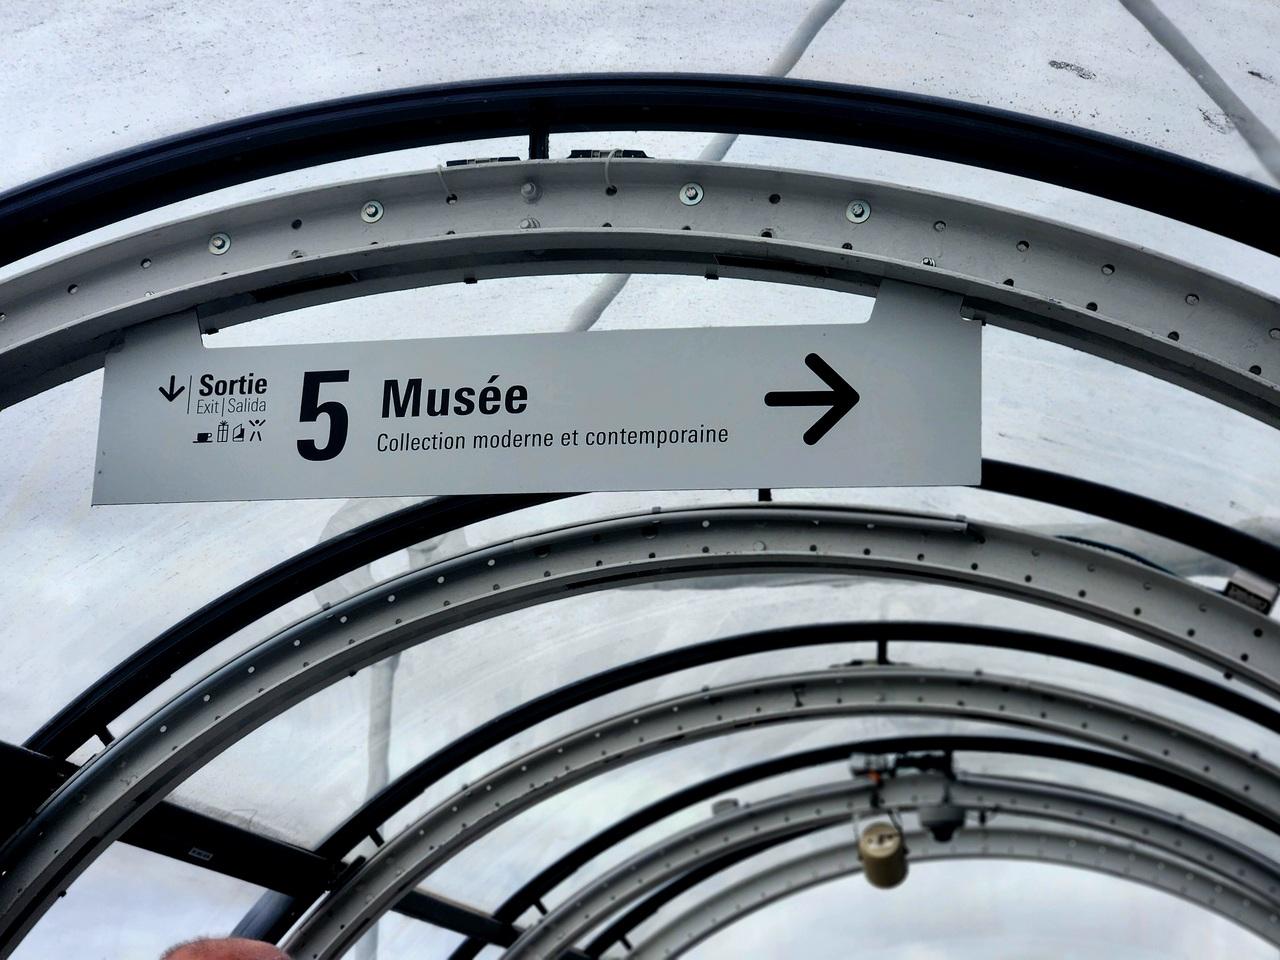 Sortie
Exit | Salida
5
Musée
Collection moderne et contemporaine